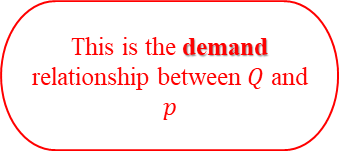 This is the demand
relationship between Q and
p